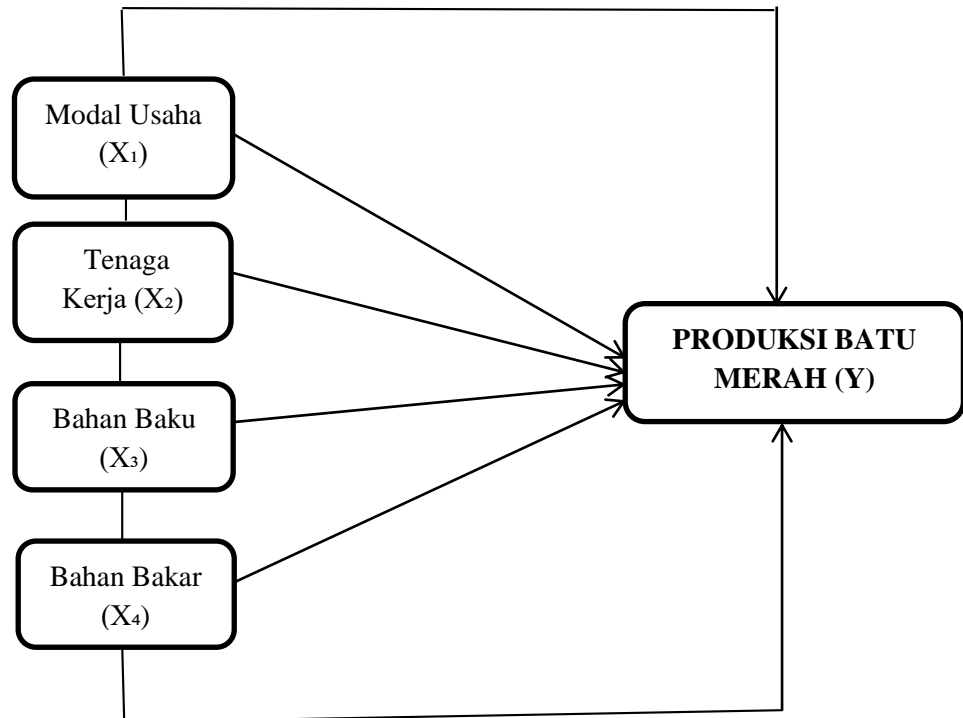 Modal Usaha
(X₁)
Tenaga
Kerja (X₂)
Bahan Baku
(X₃)
Bahan Bakar
(X₄)
PRODUKSI BATU
MERAH (Y)